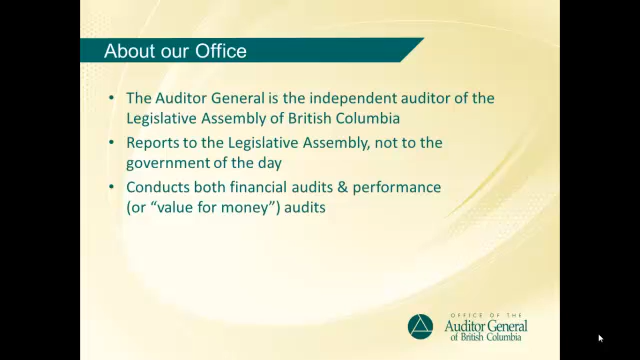 About our Office
• The Auditor General is the independent auditor of the
Legislative Assembly of British Columbia
• Reports to the Legislative Assembly, not to the
government of the day
• Conducts both financial audits & performance
(or “value for money”) audits
OFFICE OF THE
Auditor General
of British Columbia